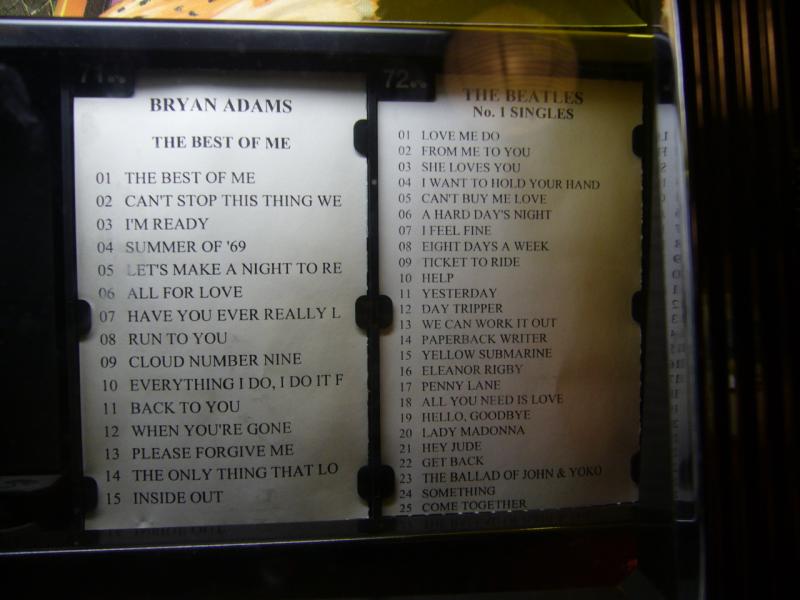 71
BRYAN ADAMS
THE BEST OF ME
01 THE BEST OF ME
02 CAN'T STOP THIS THING WE
03 I'M READY
04 SUMMER OF '69
05 LET'S MAKE A NIGHT TO RE
06 ALL FOR LOVE
07 HAVE YOU EVER REALLY L
08 RUN TO YOU
09 CLOUD NUMBER NINE
10 EVERYTHING I DO, I DO IT F
11 BACK TO YOU
12 WHEN YOU'RE GONE
13 PLEASE FORGIVE ME
14 THE ONLY THING THAT LO
15 INSIDE OUT
72
THE BEATLES
No. 1 SINGLES
01 LOVE ME DO
02 FROM ME TO YOU
03 SHE LOVES YOU
04 I WANT TO HOLD YOUR HAND
05 CAN'T BUY ME LOVE
06 A HARD DAY'S NIGHT
07 I FEEL FINE
08 EIGHT DAYS A WEEK
09 TICKET TO RIDE
10 HELP
11 YESTERDAY
12 DAY TRIPPER
13 WE CAN WORK IT OUT
14 PAPERBACK WRITER
15 YELLOW SUBMARINE
16 ELEANOR RIGBY
17 PENNY LANE
18 ALL YOU NEED IS LOVE
19 HELLO, GOODBYE
20 LADY MADONNA
21 HEY JUDE
22 GET BACK
23 THE BALLAD OF JOHN & YOKO
24 SOMETHING
25 COME TOGETHER